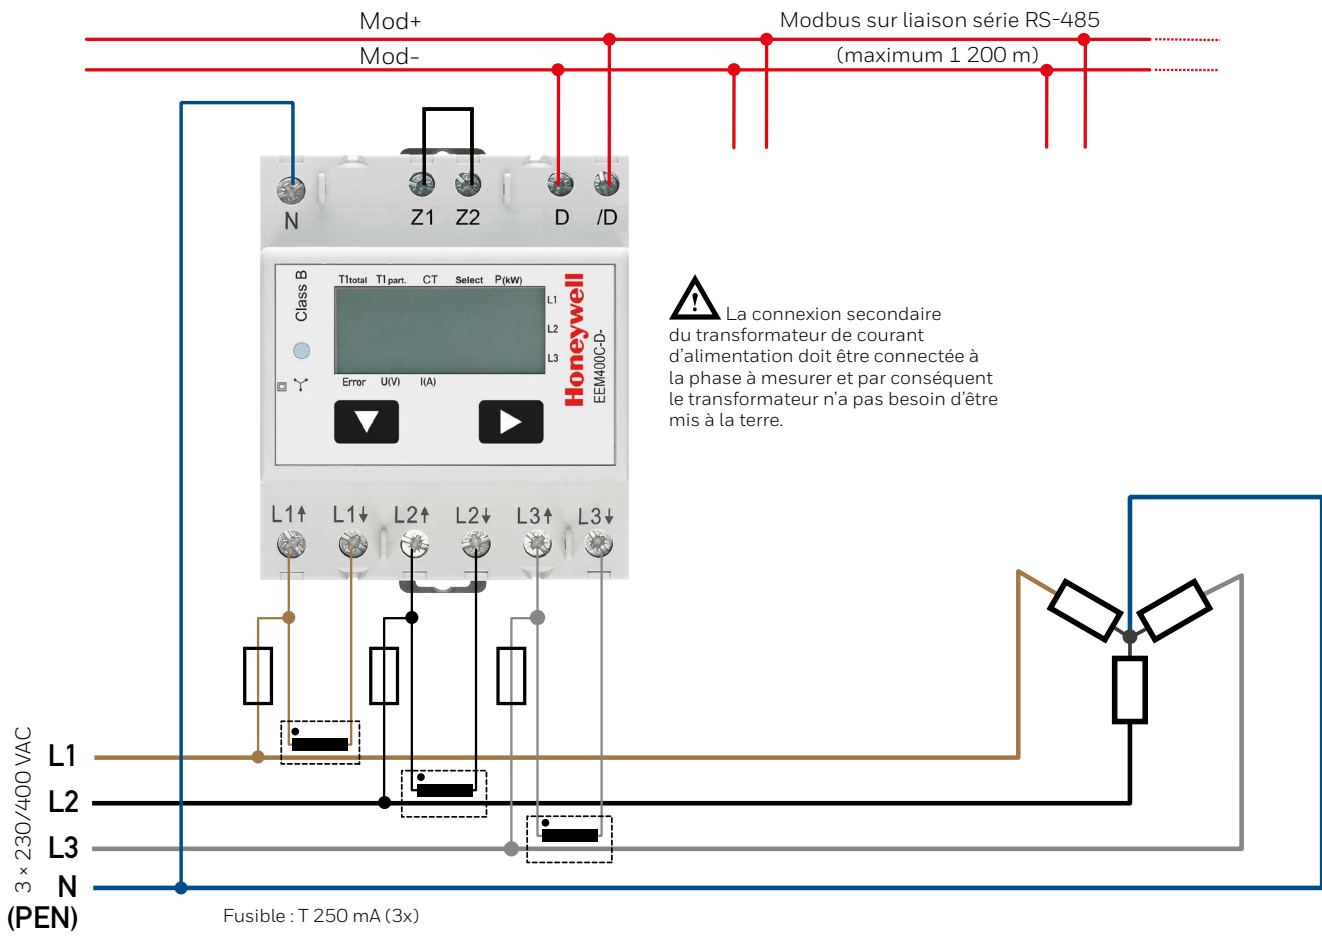 Mod+
Modbus sur liaison série RS-485
Mod-
(maximum 1 200 m)
N
Z1
Z2
D
/D
Class B
T1total
T1 part.
CT
Select
P(kW)
L1
L2
L3
Error
U(V)
I(A)
Honeywell
EEM400C-D-
La connexion secondaire
du transformateur de courant
d’alimentation doit être connectée à
la phase à mesurer et par conséquent
le transformateur n’a pas besoin d’être
mis à la terre.
L1↑
L1↓
L2↑
L2↓
L3↑
L3↓
3 × 230/400 VAC
L1
L2
L3
N
(PEN)
Fusible : T 250 mA (3x)